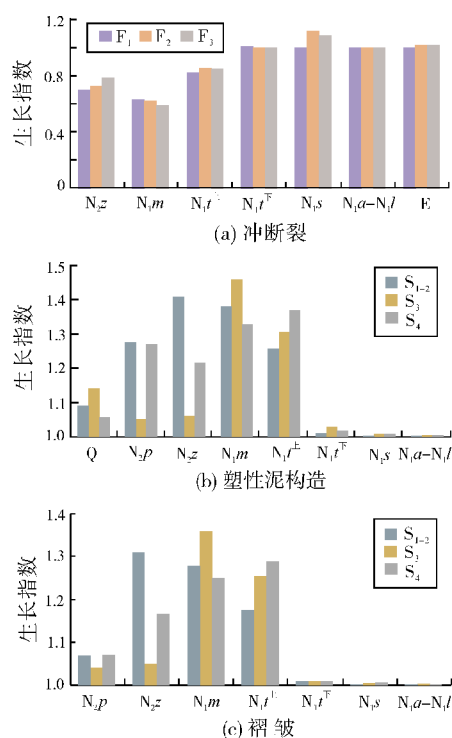 生长指数
1.2
0.8
0.4
0
F₁ F₂ F₃
N₂z N₁m N₁t上 N₁t下 N₁s N₁a-N₁l E
(a) 冲断裂
生长指数
1.5
1.4
1.3
1.2
1.1
1.0
S₁₋₂
S₃
S₄
Q N₂p N₂z N₁m N₁t上 N₁t下 N₁s N₁a-N₁l
(b) 塑性泥构造
生长指数
1.4
1.3
1.2
1.1
1.0
S₁₋₂
S₃
S₄
N₂p N₂z N₁m N₁t上 N₁t下 N₁s N₁a-N₁l
(c) 褶 皱